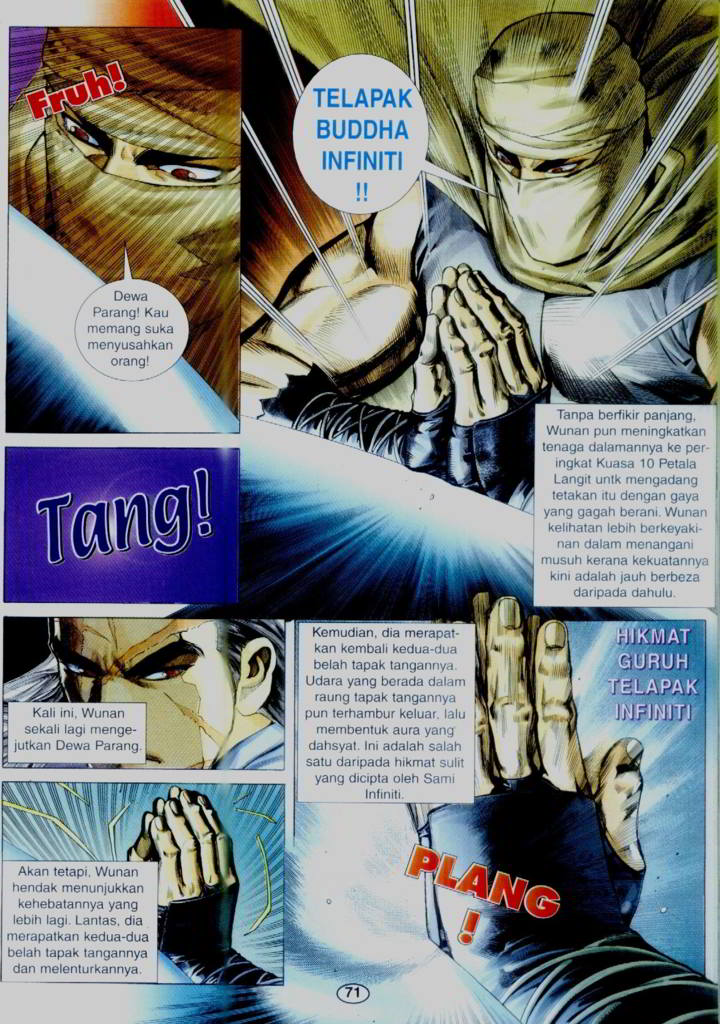 Fruh!
Dewa
Parang! Kau
memang suka
menyusahkan
orang!
TELAPAK
BUDDHA
INFINITI
!!
Tanpa berfikir panjang,
Wunan pun meningkatkan
tenaga dalamannya ke per-
ingkat Kuasa 10 Petala
Langit untk mengadang
tetakan itu dengan gaya
yang gagah berani. Wunan
kelihatan lebih berkeyaki-
nan dalam menangani
musuh kerana kekuatannya
kini adalah jauh berbeza
daripada dahulu.
Tang!
Kali ini, Wunan
sekali lagi menge-
jutkan Dewa Parang.
Akan tetapi, Wunan
hendak menunjukkan
kehebatannya yang
lebih lagi. Lantas, dia
merapatkan kedua-dua
belah tapak tangannya
dan melenturkannya.
Kemudian, dia merapat-
kan kembali kedua-dua
belah tapak tangannya.
Udara yang berada dalam
raung tapak tangannya
pun terhambur keluar, lalu
membentuk aura yang
dahsyat. Ini adalah salah
satu daripada hikmat sulit
yang dicipta oleh Sami
Infiniti.
HIKMAT
GURUH
TELAPAK
INFINITI
PLANG
!
71